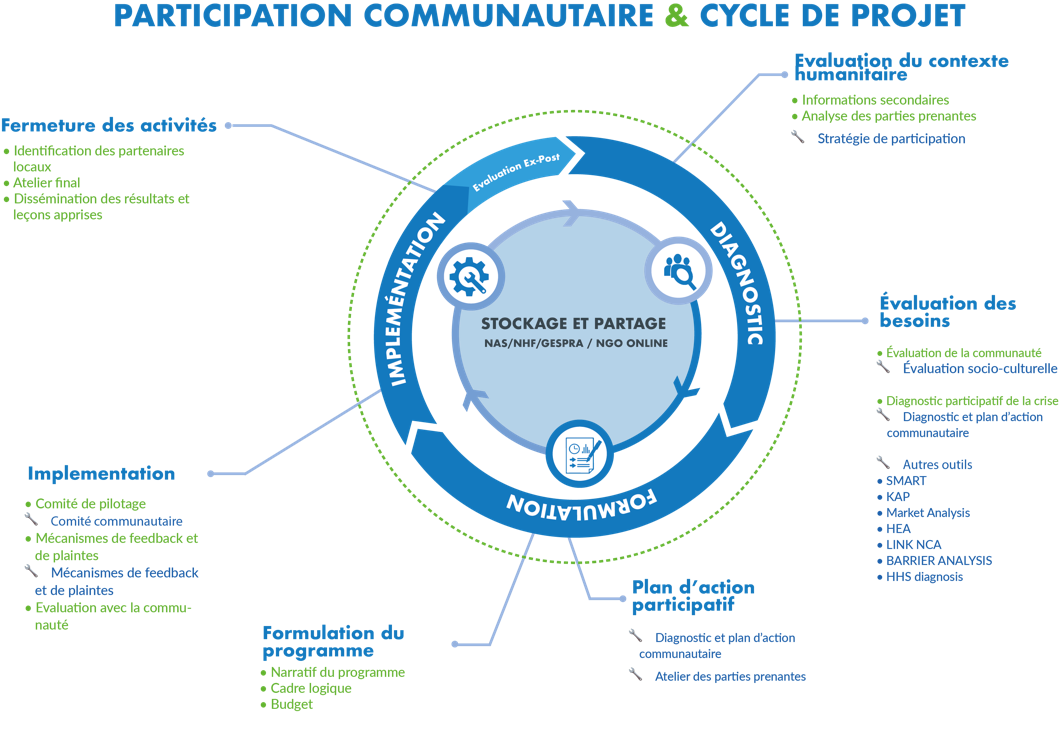 PARTICIPATION COMMUNAUTAIRE & CYCLE DE PROJET
Evaluation du contexte
humanitaire
• Informations secondaires
• Analyse des parties prenantes
Stratégie de participation
Fermeture des activités
• Identification des partenaires
locaux
• Atelier final
• Dissémination des résultats et
leçons apprises
Evaluation Ex-Post
DIAGNOSTIC
IMPLEMÉNTATION
FORMULATION
STOCKAGE ET PARTAGE
NAS/NHF/GESPRA / NGO ONLINE
Évaluation des
besoins
• Évaluation de la communauté
Évaluation socio-culturelle
• Diagnostic participatif de la crise
Diagnostic et plan d'action
communautaire
Autres outils
• SMART
• KAP
• Market Analysis
• HEA
• LINK NCA
• BARRIER ANALYSIS
• HHS diagnosis
Implementation
• Comité de pilotage
Comité communautaire
• Mécanismes de feedback et
de plaintes
Mécanismes de feedback
et de plaintes
• Evaluation avec la commu-
nauté
Plan d'action
participatif
Diagnostic et plan d'action
communautaire
Atelier des parties prenantes
Formulation du
programme
• Narratif du programme
• Cadre logique
• Budget